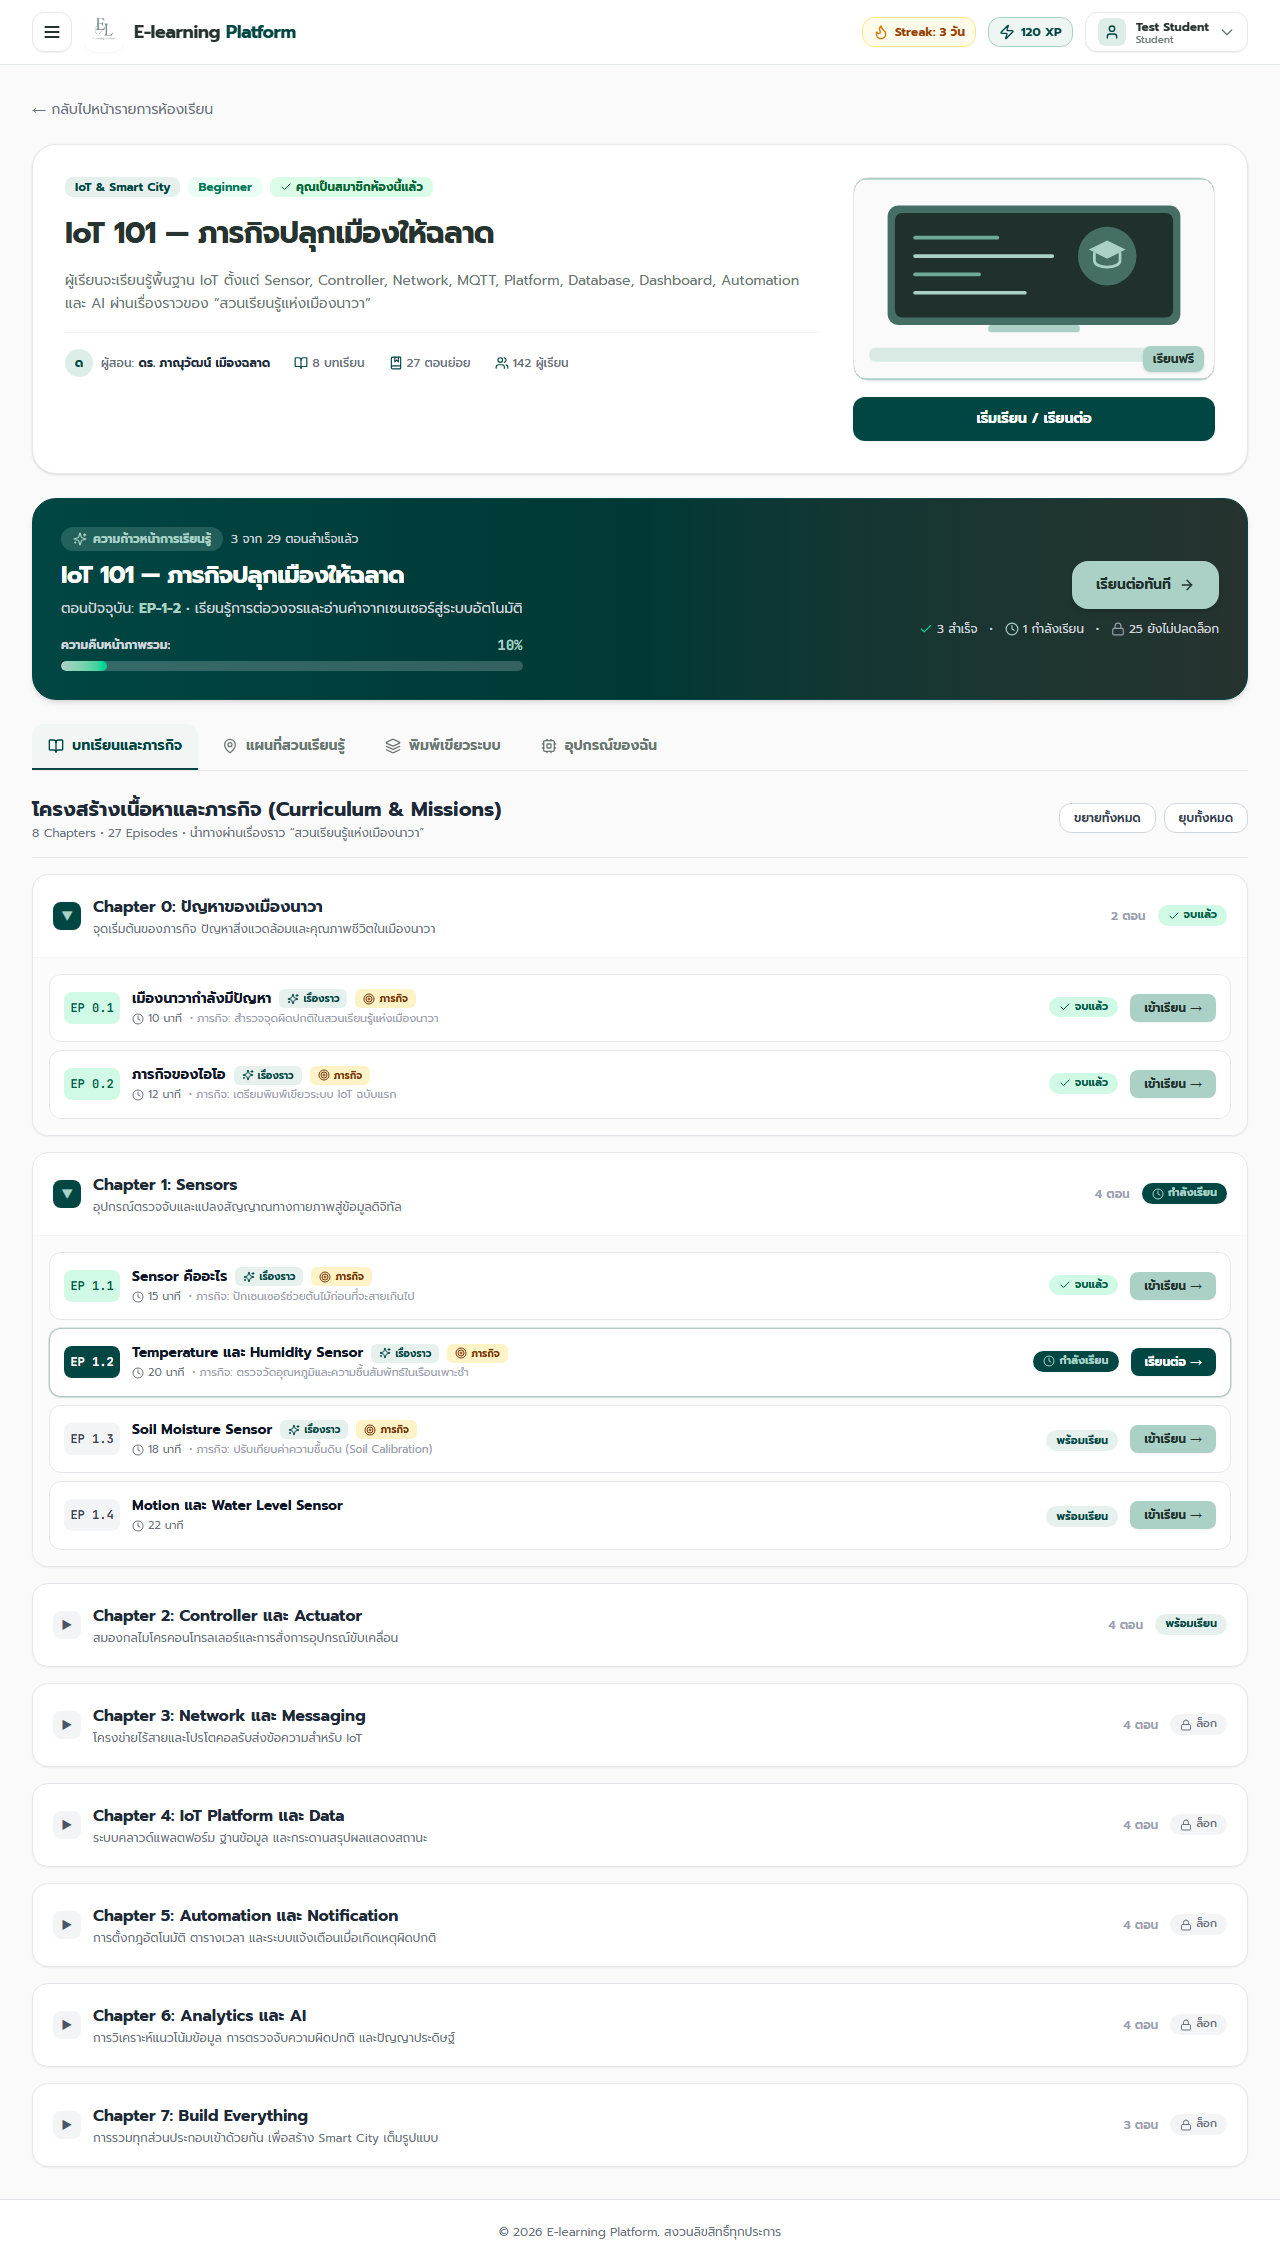 EL
E-learning Platform
Streak: 3 วัน
120 XP
Test Student
Student
← กลับไปหน้ารายการห้องเรียน
IoT & Smart City
Beginner
✓ คุณเป็นสมาชิกห้องนี้แล้ว
IoT 101 — ภารกิจปลุกเมืองให้ฉลาด
ผู้เรียนจะเรียนรู้พื้นฐาน IoT ตั้งแต่ Sensor, Controller, Network, MQTT, Platform, Database, Dashboard, Automation
และ AI ผ่านเรื่องราวของ “สวนเรียนรู้แห่งเมืองนาวา”
ด ผู้สอน: ดร. ภาณุวัฒน์ เมืองฉลาด
8 บทเรียน
27 ตอนย่อย
142 ผู้เรียน
เรียนฟรี
เริ่มเรียน / เรียนต่อ
ความก้าวหน้าการเรียนรู้ 3 จาก 29 ตอนสำเร็จแล้ว
IoT 101 — ภารกิจปลุกเมืองให้ฉลาด
ตอนปัจจุบัน: EP-1-2 • เรียนรู้การต่อวงจรและอ่านค่าจากเซนเซอร์สู่ระบบอัตโนมัติ
ความคืบหน้าภาพรวม: 10%
เรียนต่อทันที →
✓ 3 สำเร็จ • 1 กำลังเรียน • 25 ยังไม่ปลดล็อก
บทเรียนและภารกิจ
แผนที่สวนเรียนรู้
พิมพ์เขียวระบบ
อุปกรณ์ของฉัน
โครงสร้างเนื้อหาและภารกิจ (Curriculum & Missions)
8 Chapters • 27 Episodes • นำทางผ่านเรื่องราว “สวนเรียนรู้แห่งเมืองนาวา”
ขยายทั้งหมด
ยุบทั้งหมด
▼ Chapter 0: ปัญหาของเมืองนาวา
จุดเริ่มต้นของภารกิจ ปัญหาสิ่งแวดล้อมและคุณภาพชีวิตในเมืองนาวา
2 ตอน ✓ จบแล้ว
EP 0.1 เมืองนาวากำลังมีปัญหา เรื่องราว ภารกิจ
10 นาที • ภารกิจ: สำรวจจุดผิดปกติในสวนเรียนรู้แห่งเมืองนาวา
✓ จบแล้ว เข้าเรียน →
EP 0.2 ภารกิจของไอโอ เรื่องราว ภารกิจ
12 นาที • ภารกิจ: เตรียมพิมพ์เขียวระบบ IoT ฉบับแรก
✓ จบแล้ว เข้าเรียน →
▼ Chapter 1: Sensors
อุปกรณ์ตรวจจับและแปลงสัญญาณทางกายภาพสู่ข้อมูลดิจิทัล
4 ตอน กำลังเรียน
EP 1.1 Sensor คืออะไร เรื่องราว ภารกิจ
15 นาที • ภารกิจ: ปักเซนเซอร์ช่วยต้นไม้ก่อนที่จะสายเกินไป
✓ จบแล้ว เข้าเรียน →
EP 1.2 Temperature และ Humidity Sensor เรื่องราว ภารกิจ
20 นาที • ภารกิจ: ตรวจวัดอุณหภูมิและความชื้นสัมพัทธ์ในเรือนเพาะชำ
กำลังเรียน เรียนต่อ →
EP 1.3 Soil Moisture Sensor เรื่องราว ภารกิจ
18 นาที • ภารกิจ: ปรับเทียบค่าความชื้นดิน (Soil Calibration)
พร้อมเรียน เข้าเรียน →
EP 1.4 Motion และ Water Level Sensor
22 นาที
พร้อมเรียน เข้าเรียน →
▶ Chapter 2: Controller และ Actuator
สมองกลไมโครคอนโทรลเลอร์และการสั่งการอุปกรณ์ขับเคลื่อน
4 ตอน พร้อมเรียน
▶ Chapter 3: Network และ Messaging
โครงข่ายไร้สายและโปรโตคอลรับส่งข้อความสำหรับ IoT
4 ตอน ล็อก
▶ Chapter 4: IoT Platform และ Data
ระบบคลาวด์แพลตฟอร์ม ฐานข้อมูล และกระดานสรุปผลแสดงสถานะ
4 ตอน ล็อก
▶ Chapter 5: Automation และ Notification
การตั้งกฎอัตโนมัติ ตารางเวลา และระบบแจ้งเตือนเมื่อเกิดเหตุผิดปกติ
4 ตอน ล็อก
▶ Chapter 6: Analytics และ AI
การวิเคราะห์แนวโน้มข้อมูล การตรวจจับความผิดปกติ และปัญญาประดิษฐ์
4 ตอน ล็อก
▶ Chapter 7: Build Everything
การรวมทุกส่วนประกอบเข้าด้วยกัน เพื่อสร้าง Smart City เต็มรูปแบบ
3 ตอน ล็อก
© 2026 E-learning Platform. สงวนลิขสิทธิ์ทุกประการ